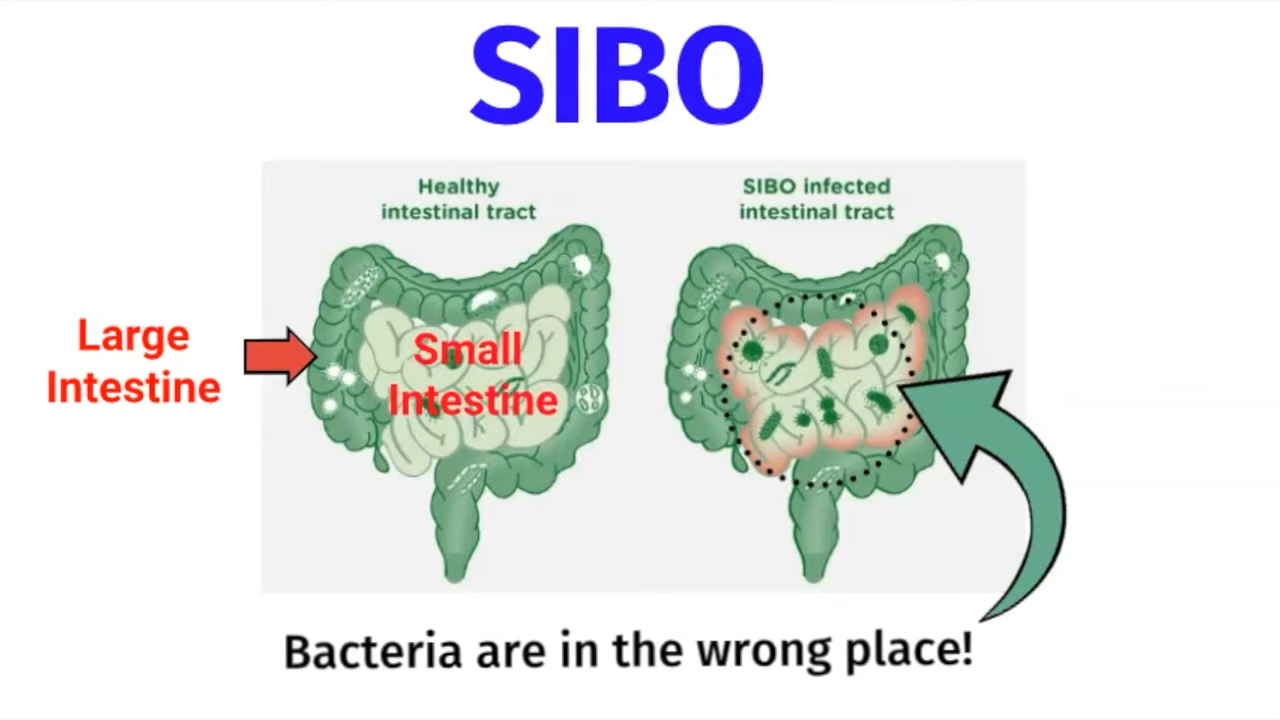 SIBO
Healthy
intestinal tract
SIBO infected
intestinal tract
Large
Intestine
Small
Intestine
Bacteria are in the wrong place!